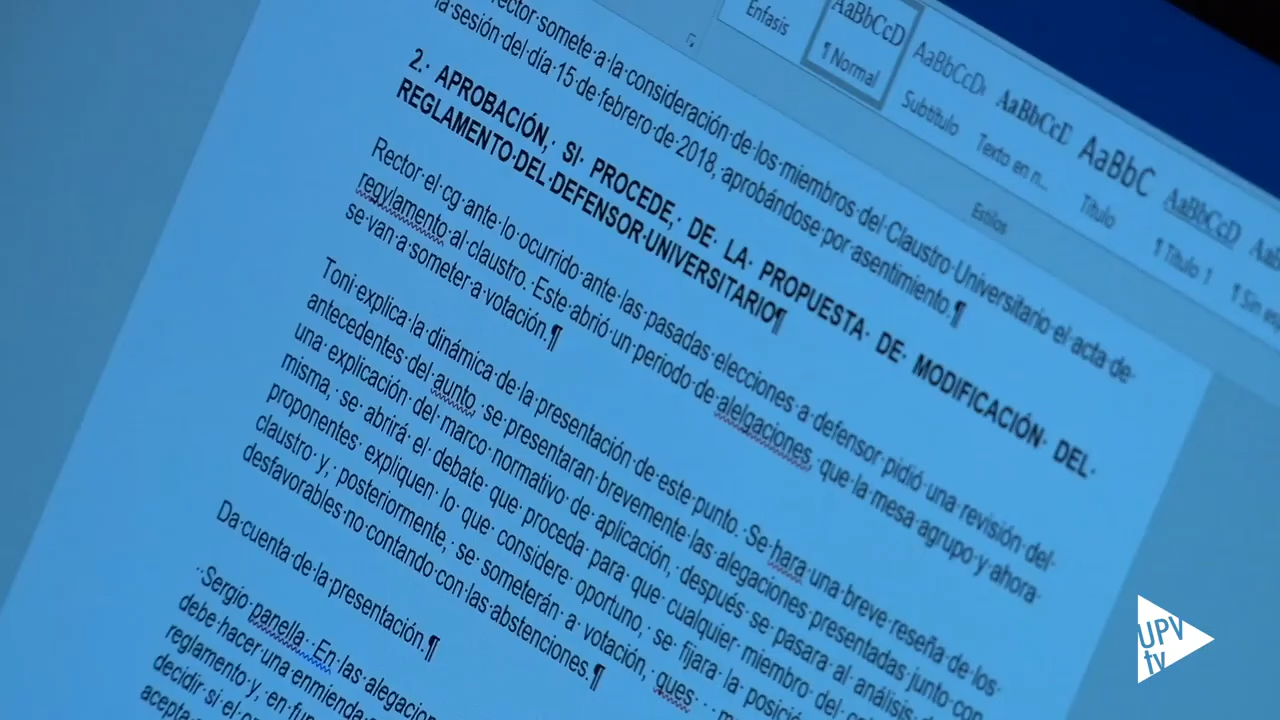 Énfasis
AaBbCcD
¶ Normal
AaBbCcD
Subtítulo
AaBbCcD
Texto en n...
AaBbC
Título
AaBbCcD
¶ Título 1
AaB
¶ Sin es
Estilos
rector somete a la consideración de los miembros del Claustro Universitario el acta de
la sesión del día 15 de febrero de 2018, aprobándose por asentimiento.¶
2. APROBACIÓN, SI PROCEDE, DE LA PROPUESTA DE MODIFICACIÓN DEL
REGLAMENTO DEL DEFENSOR UNIVERSITARIO¶
Rector el cg ante lo ocurrido ante las pasadas elecciones a defensor pidió una revisión del
regylamento al claustro. Este abrió un periodo de alelgaciones que la mesa agrupo y ahora
se van a someter a votación.¶
Toni explica la dinámica de la presentación de este punto. Se hara una breve reseña de los
antecedentes del aunto, se presentaran brevemente las alegaciones presentadas junto con
una explicación del marco normativo de aplicación, después se pasara al análisis de
misma, se abrirá el debate que proceda para que cualquier miembro del
proponentes expliquen lo que considere oportuno, se fijara la
claustro y, posteriormente, se someterán a votación, ques
desfavorables no contando con las abstenciones.¶
Da cuenta de la presentación.¶
Sergio panella. En las
debe hacer una enmienda
reglamento y, en
decidir si el
UPV
tv